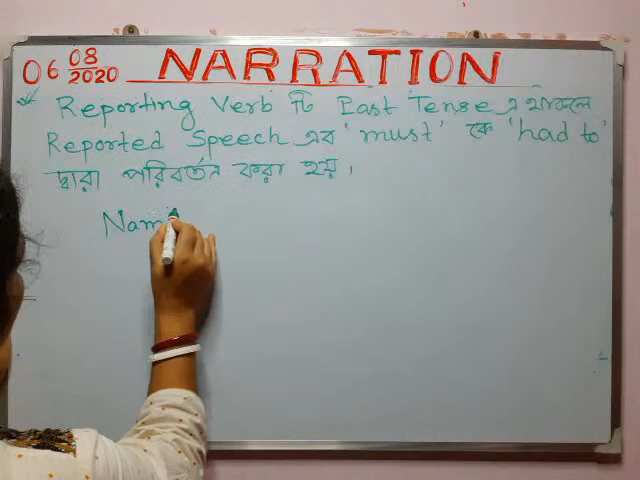 06 08/2020 NARRATION
Reporting Verb টি Past Tense এ থাকলে
Reported Speech এর 'must' কে 'had to'
দ্বারা পরিবর্তন করা হয়।
Nam